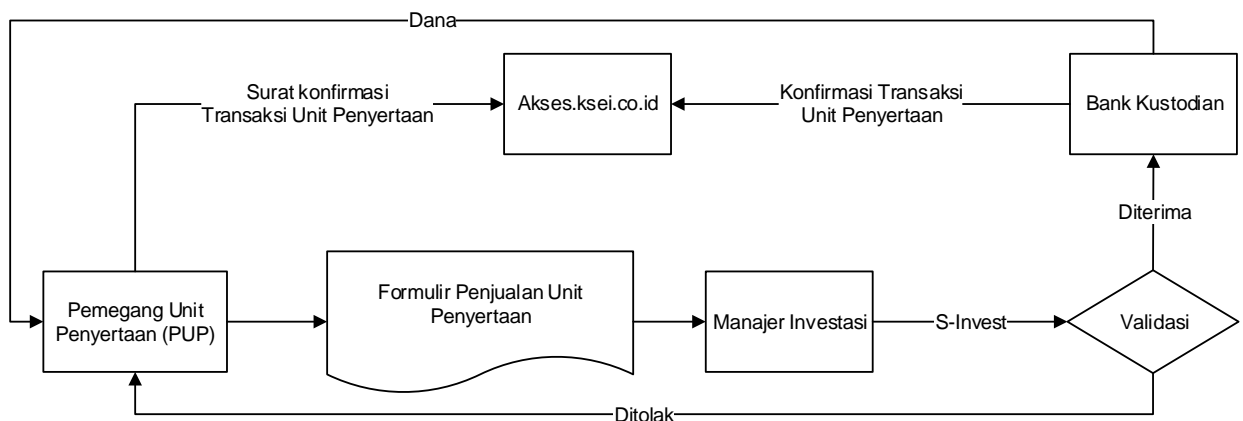 Dana
Surat konfirmasi
Transaksi Unit Penyertaan
Akses.ksei.co.id
Konfirmasi Transaksi
Unit Penyertaan
Bank Kustodian
Diterima
Pemegang Unit
Penyertaan (PUP)
Formulir Penjualan Unit
Penyertaan
Manajer Investasi
S-Invest
Validasi
Ditolak